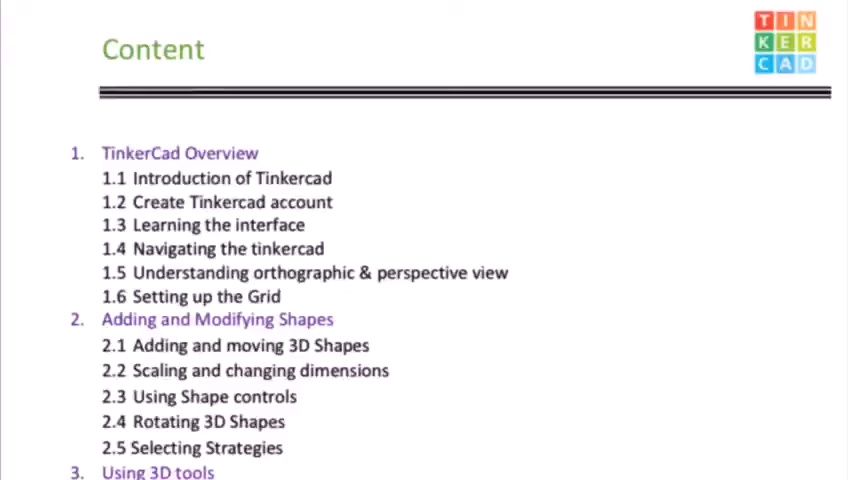 Content
TIN
KER
CAD
1. TinkerCad Overview
1.1 Introduction of Tinkercad
1.2 Create Tinkercad account
1.3 Learning the interface
1.4 Navigating the tinkercad
1.5 Understanding orthographic & perspective view
1.6 Setting up the Grid
2. Adding and Modifying Shapes
2.1 Adding and moving 3D Shapes
2.2 Scaling and changing dimensions
2.3 Using Shape controls
2.4 Rotating 3D Shapes
2.5 Selecting Strategies
3. Using 3D tools